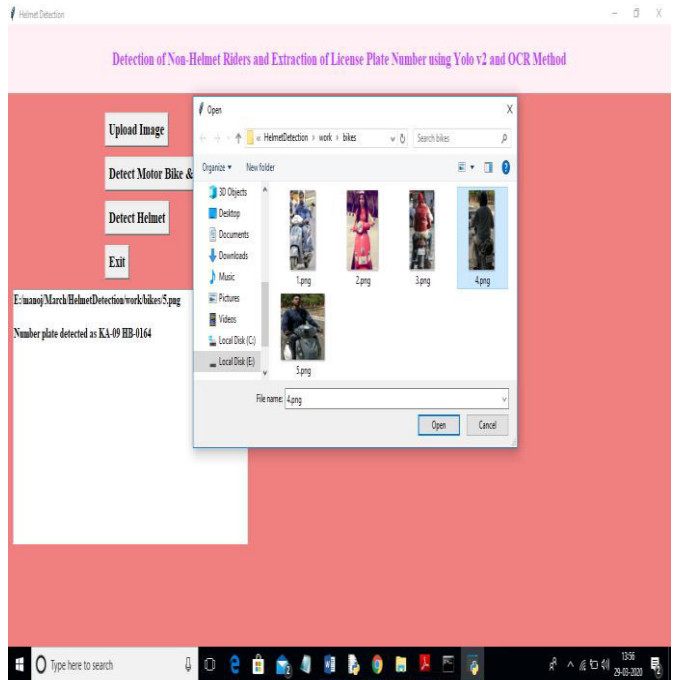 Helmet Detection
Detection of Non-Helmet Riders and Extraction of License Plate Number using Yolo v2 and OCR Method
Upload Image
Detect Motor Bike &
Detect Helmet
Exit
E:/manoj/March/HelmetDetection/work/bikes/5.png
Number plate detected as KA-09 HB-0164
Open
« HelmetDetection › work › bikes
Search bikes
Organize
New folder
3D Objects
Desktop
Documents
Downloads
Music
Pictures
Videos
Local Disk (C:)
Local Disk (E:)
1.png
2.png
3.png
4.png
5.png
File name: 4.png
Open
Cancel
Type here to search
13:56
29-03-2020